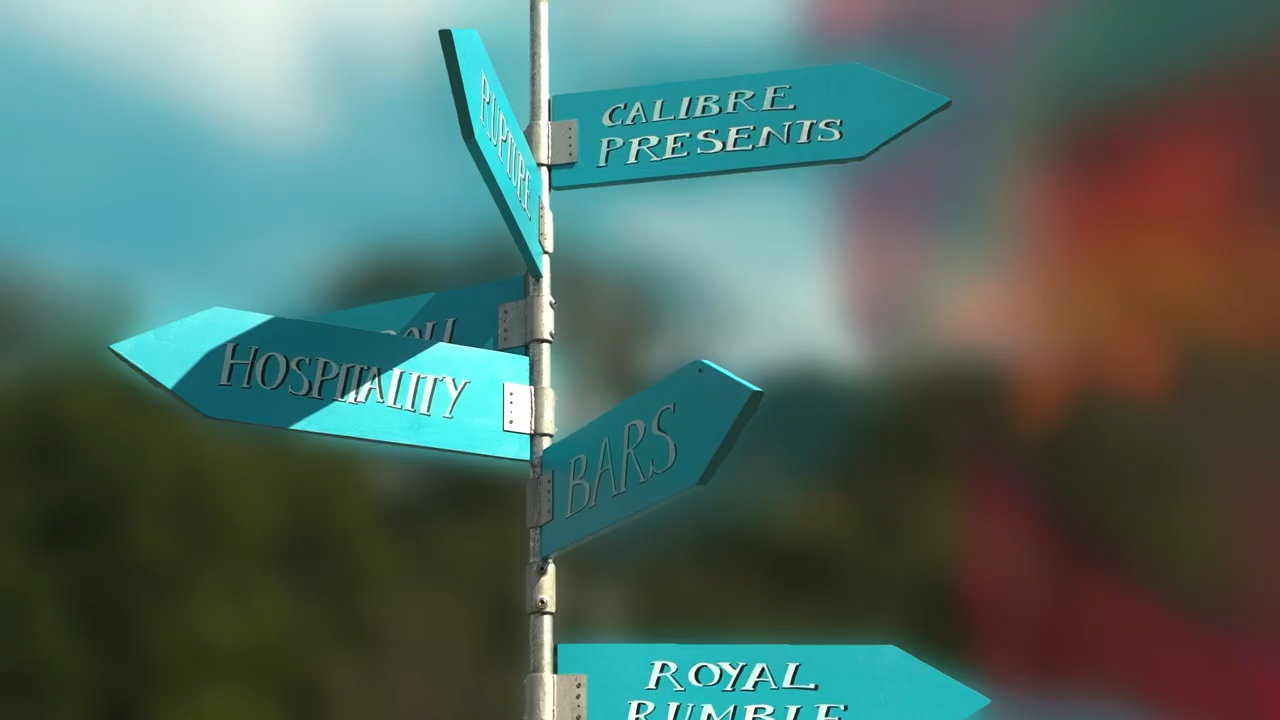 RUPTURE
CALIBRE
PRESENTS
HOSPITALITY
BARS
ROYAL
RUMBLE